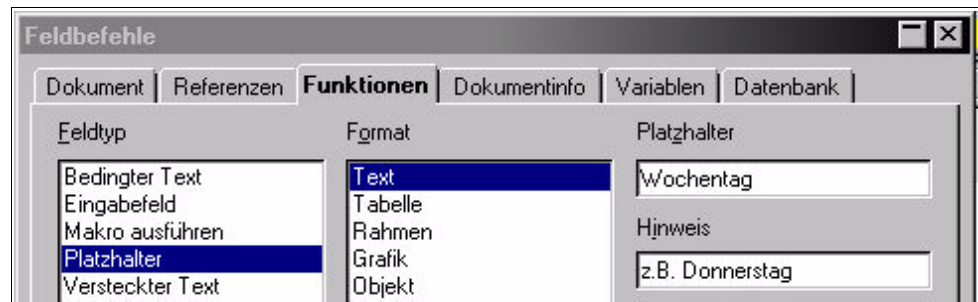 Feldbefehle
Dokument Referenzen Funktionen Dokumentinfo Variablen Datenbank
Feldtyp
Bedingter Text
Eingabefeld
Makro ausführen
Platzhalter
Versteckter Text
Format
Text
Tabelle
Rahmen
Grafik
Objekt
Platzhalter
Wochentag
Hinweis
z.B. Donnerstag